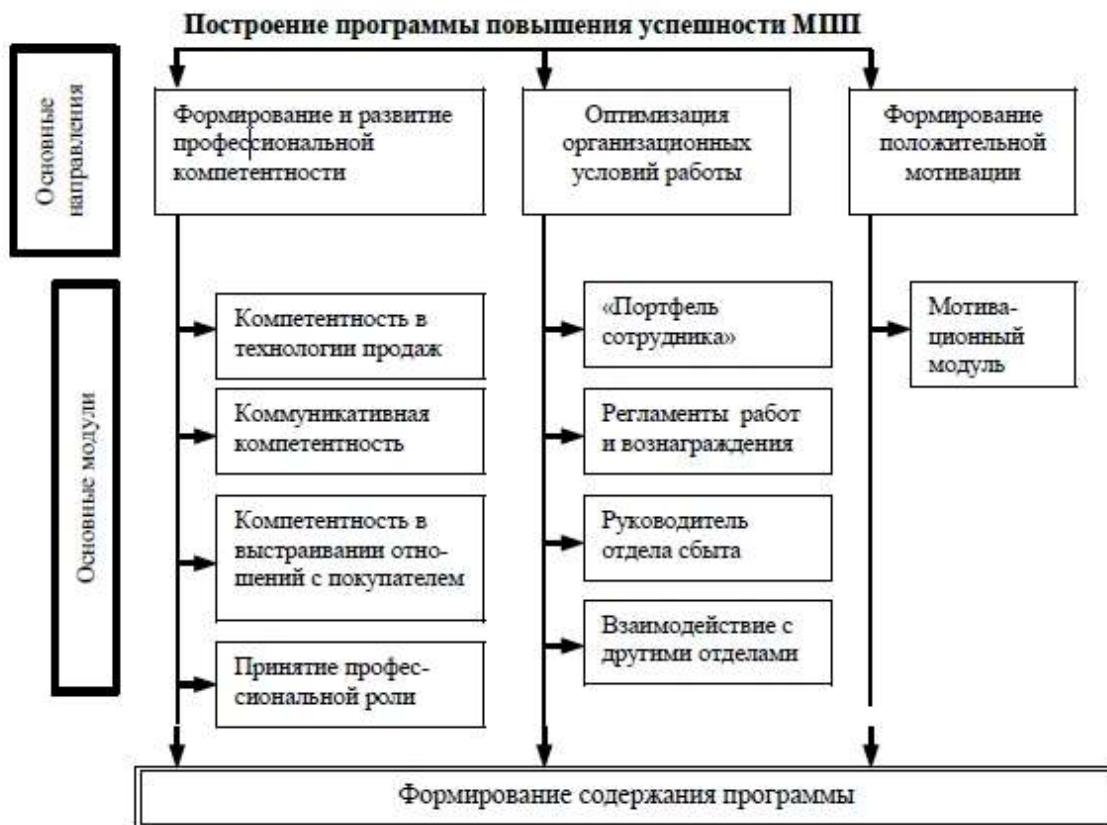 Построение программы повышения успешности МПП
Основные
направления
Формирование и развитие
профессиональной
компетентности
Оптимизация
организационных
условий работы
Формирование
положительной
мотивации
Основные модули
Компетентность в
технологии продаж
Коммуникативная
компетентность
Компетентность в
выстраивании отно-
шений с покупателем
Принятие профес-
сиональной роли
«Портфель
сотрудника»
Регламенты работ
и вознаграждения
Руководитель
отдела сбыта
Взаимодействие с
другими отделами
Мотива-
ционный
модуль
Формирование содержания программы